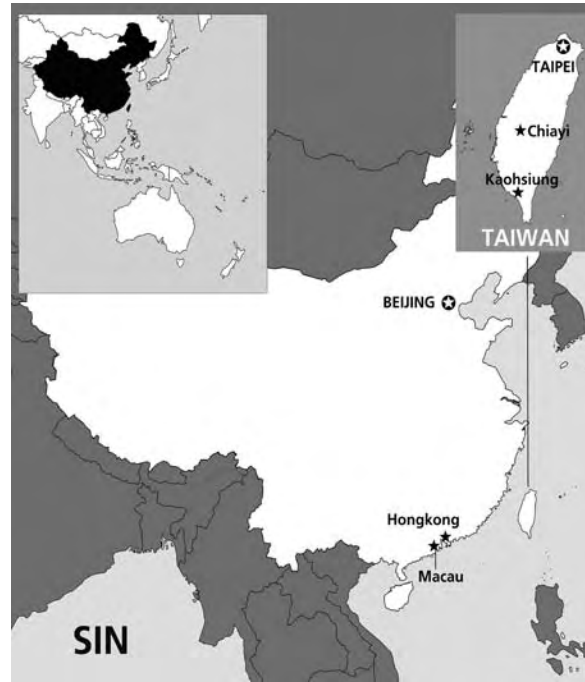 TAIPEI
Chiayi
Kaohsiung
TAIWAN
BEIJING
Hongkong
Macau
SIN